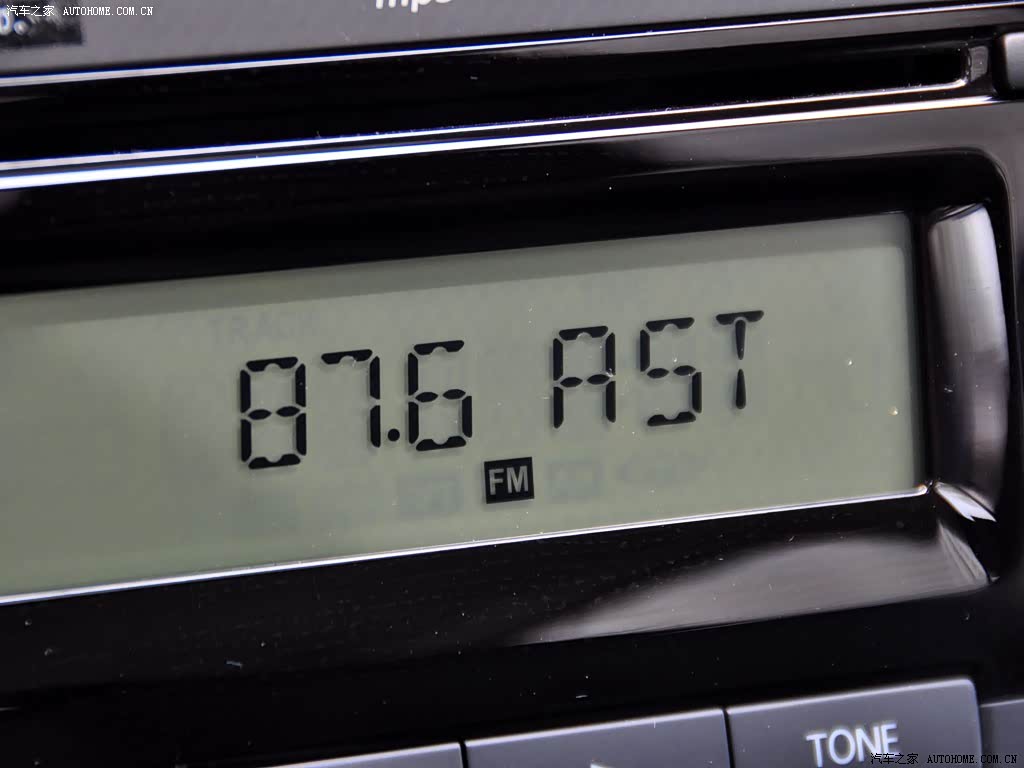 汽车之家 AUTOHOME.COM.CN
TRACK
87.6 AST
FM
TONE
汽车之家 AUTOHOME.COM.CN